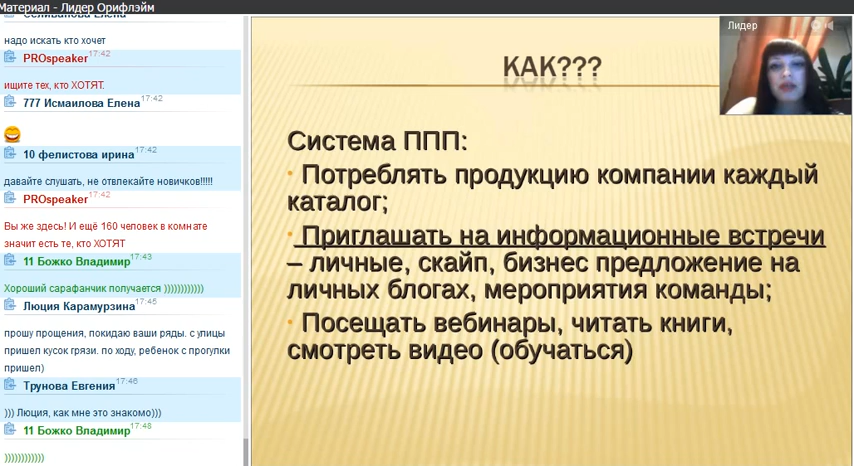 Материал - Лидер Орифлэйм
Селиванова Елена
надо искать кто хочет
PROspeaker 17:42
ищите тех, кто ХОТЯТ.
777 Исмаилова Елена 17:42
10 фелистова ирина 17:42
давайте слушать, не отвлекайте новичков!!!!!
PROspeaker 17:42
Вы же здесь! И ещё 160 человек в комнате
значит есть те, кто ХОТЯТ
11 Божко Владимир 17:43
Хороший сарафанчик получается ))))))))))))
Люция Карамурзина 17:45
прошу прощения, покидаю ваши ряды. с улицы
пришел кусок грязи. по ходу, ребенок с прогулки
пришел)
Трунова Евгения 17:46
))) Люция, как мне это знакомо)))
11 Божко Владимир 17:48
))))))))))))
КАК???
Лидер
Система ППП:
• Потреблять продукцию компании каждый
каталог;
• Приглашать на информационные встречи
– личные, скайп, бизнес предложение на
личных блогах, мероприятия команды;
• Посещать вебинары, читать книги,
смотреть видео (обучаться)